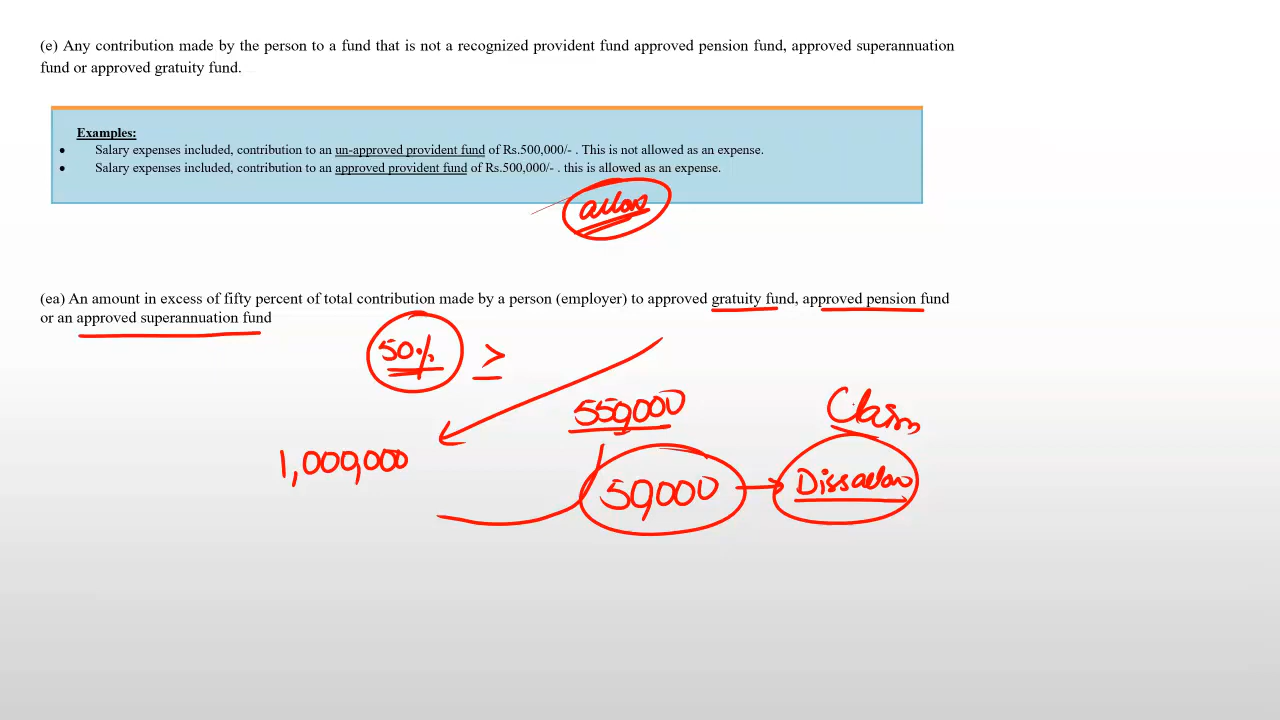 (e) Any contribution made by the person to a fund that is not a recognized provident fund approved pension fund, approved superannuation
fund or approved gratuity fund.
Examples:
• Salary expenses included, contribution to an un-approved provident fund of Rs.500,000/- . This is not allowed as an expense.
• Salary expenses included, contribution to an approved provident fund of Rs.500,000/- . this is allowed as an expense.
allow
(ea) An amount in excess of fifty percent of total contribution made by a person (employer) to approved gratuity fund, approved pension fund
or an approved superannuation fund
50% ≥
550,000 Claim
1,000,000
50,000 → Dissallow